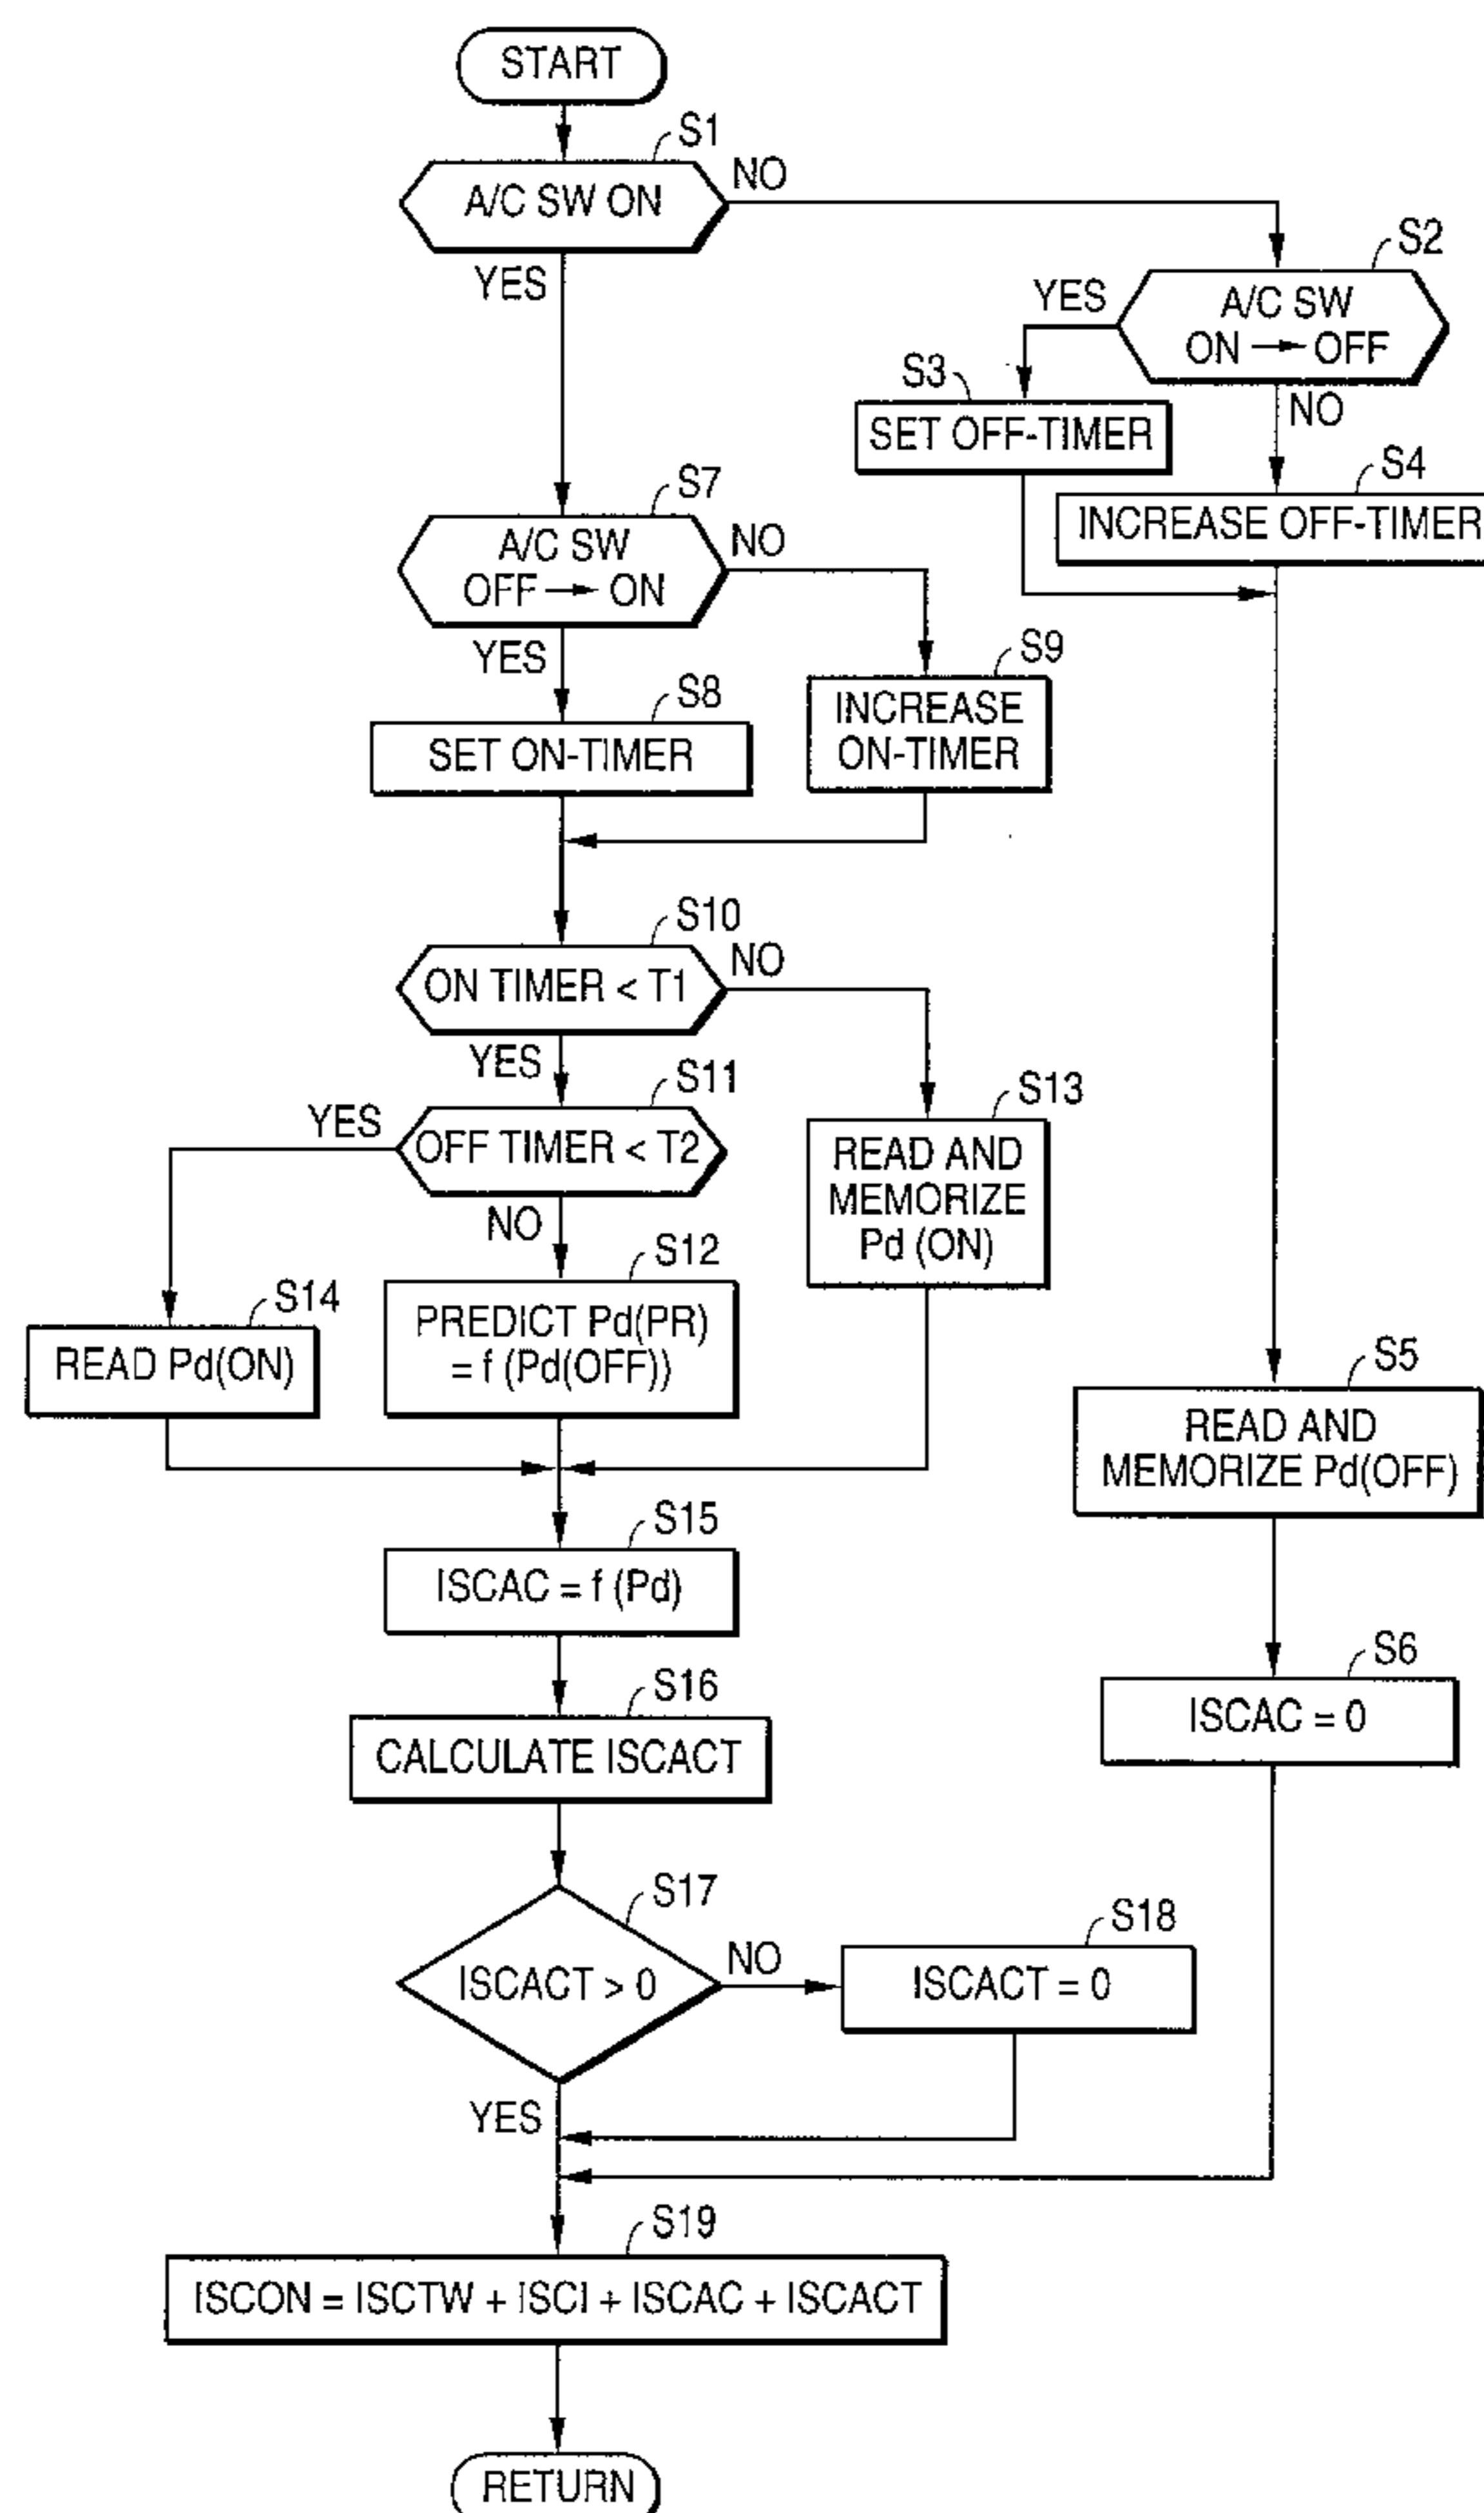 START
S1
A/C SW ON
NO
YES
S2
A/C SW
ON → OFF
YES
NO
S3
SET OFF-TIMER
S4
INCREASE OFF-TIMER
S7
A/C SW
OFF → ON
NO
YES
S8
SET ON-TIMER
S9
INCREASE
ON-TIMER
S10
ON TIMER < T1
NO
YES
S11
OFF TIMER < T2
YES
NO
S13
READ AND
MEMORIZE
Pd (ON)
S12
PREDICT Pd(PR)
= f (Pd(OFF))
S14
READ Pd(ON)
S5
READ AND
MEMORIZE Pd(OFF)
S15
ISCAC = f (Pd)
S6
ISCAC = 0
S16
CALCULATE ISCACT
S17
ISCACT > 0
NO
YES
S18
ISCACT = 0
S19
ISCON = ISCTW + ISCI + ISCAC + ISCACT
RETURN